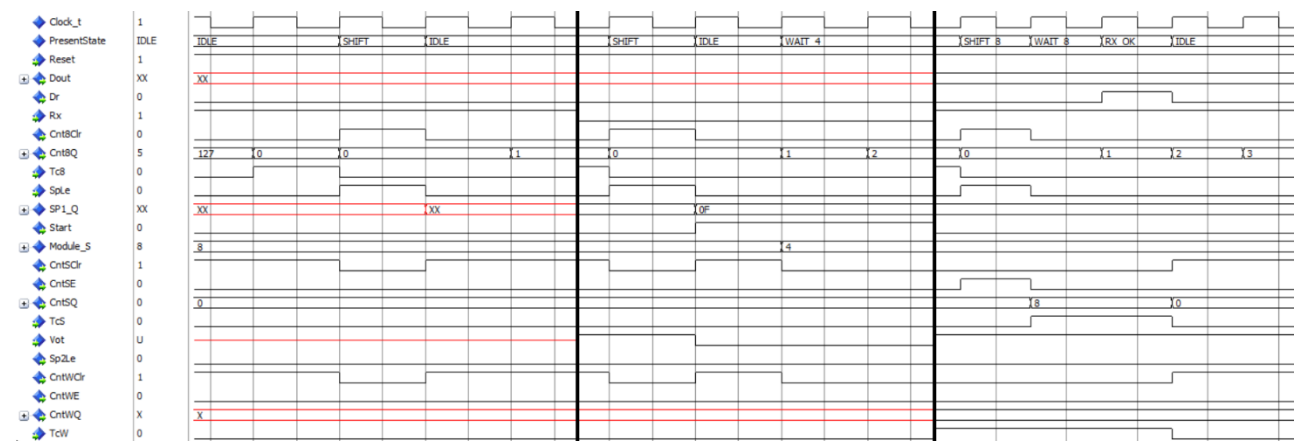 Clock_t 1
PresentState IDLE IDLE SHIFT IDLE SHIFT IDLE WAIT 4 SHIFT 8 WAIT 8 RX OK IDLE
Reset 1
Dout XX XX
Dr 0
Rx 1
Cnt8Clr 0
Cnt8Q 5 127 0 0 1 0 1 2 0 1 2 3
Tc8 0
SpLe 0
SP1_Q XX XX XX 0F
Start 0
Module_S 8 8 4
CntSClr 1
CntSE 0
CntSQ 0 0 8 0
TcS 0
Vot U
Sp2Le 0
CntWClr 1
CntWE 0
CntWQ X X
TcW 0